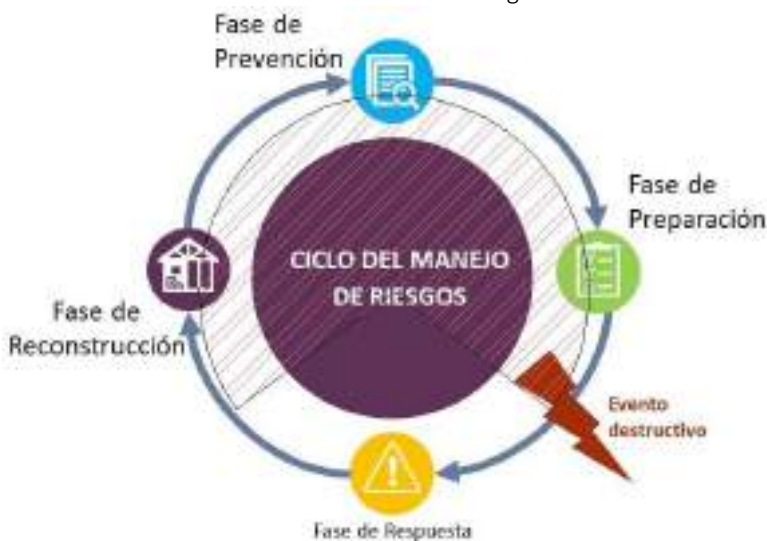 Fase de
Prevención
Fase de
Preparación
CICLO DEL MANEJO
DE RIESGOS
Fase de
Reconstrucción
Evento
destructivo
Fase de Respuesta